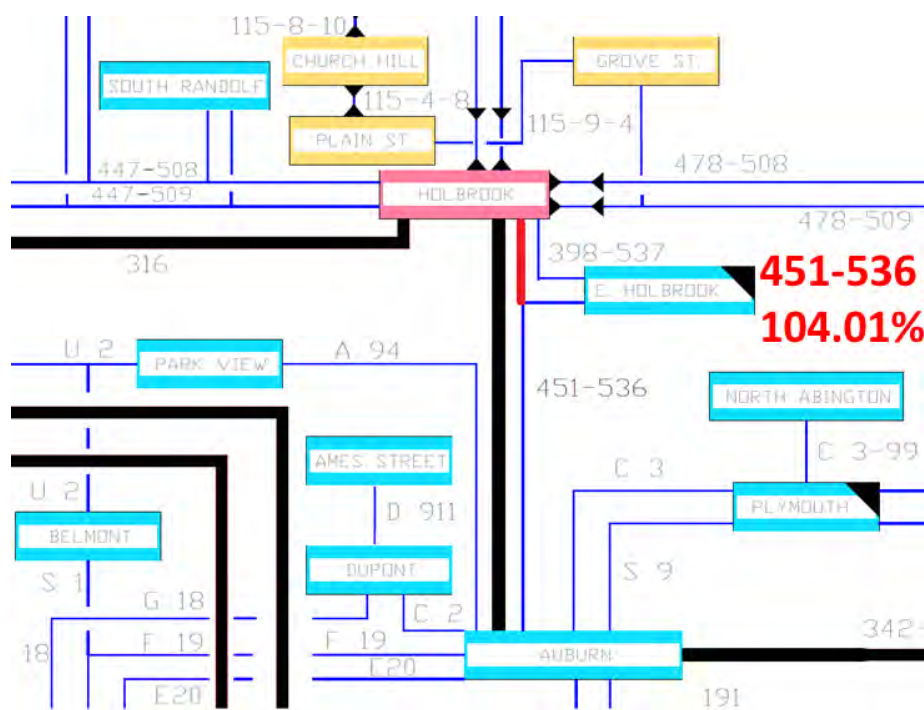 115-8-10
CHURCH HILL
GROVE ST.
SOUTH RANDOLF
115-4-8
115-9-4
PLAIN ST
447-508
478-508
447-509
HOLBROOK
478-509
316
398-537
E. HOLBROOK
451-536
104.01%
U 2
PARK VIEW
A 94
451-536
NORTH ABINGTON
AMES STREET
C 3
C 3-99
U 2
D 911
PLYMOUTH
BELMONT
S 1
DUPONT
S 9
G 18
C 2
18
F 19
F 19
AUBURN
342-
E20
E20
191